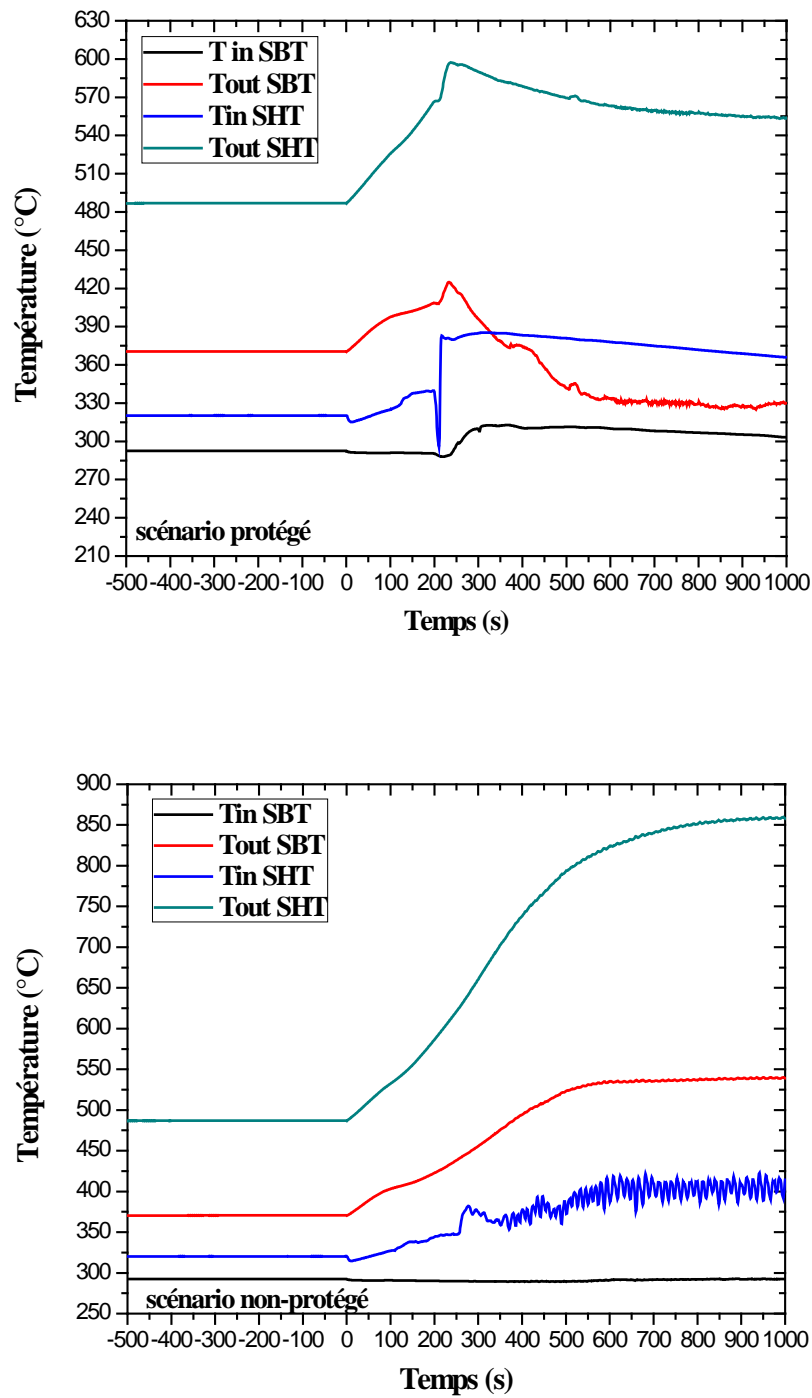 630
600
570
540
510
480
450
420
390
360
330
300
270
240
210
Température (°C)
T in SBT
Tout SBT
Tin SHT
Tout SHT
scénario protégé
-500 -400 -300 -200 -100 0 100 200 300 400 500 600 700 800 900 1000
Temps (s)
900
850
800
750
700
650
600
550
500
450
400
350
300
250
Température (°C)
Tin SBT
Tout SBT
Tin SHT
Tout SHT
scénario non-protégé
-500 -400 -300 -200 -100 0 100 200 300 400 500 600 700 800 900 1000
Temps (s)